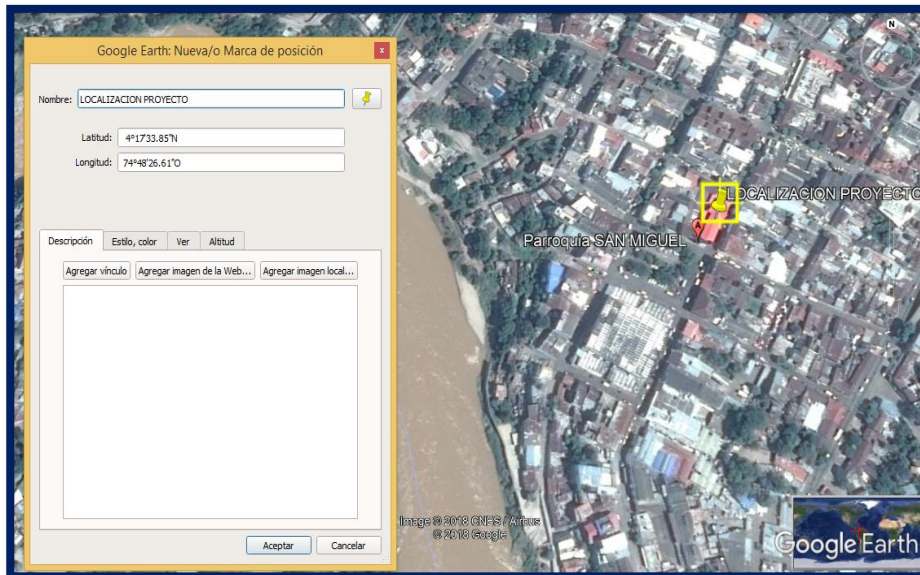 Google Earth: Nueva/o Marca de posición
x
Nombre: LOCALIZACION PROYECTO
Latitud: 4°17'33.85"N
Longitud: 74°48'26.61"O
Descripción Estilo, color Ver Altitud
Agregar vínculo Agregar imagen de la Web... Agregar imagen local...
Aceptar Cancelar
N
LOCALIZACION PROYECTO
A
Parroquia SAN MIGUEL
Image © 2018 CNES / Airbus
© 2018 Google
Google Earth